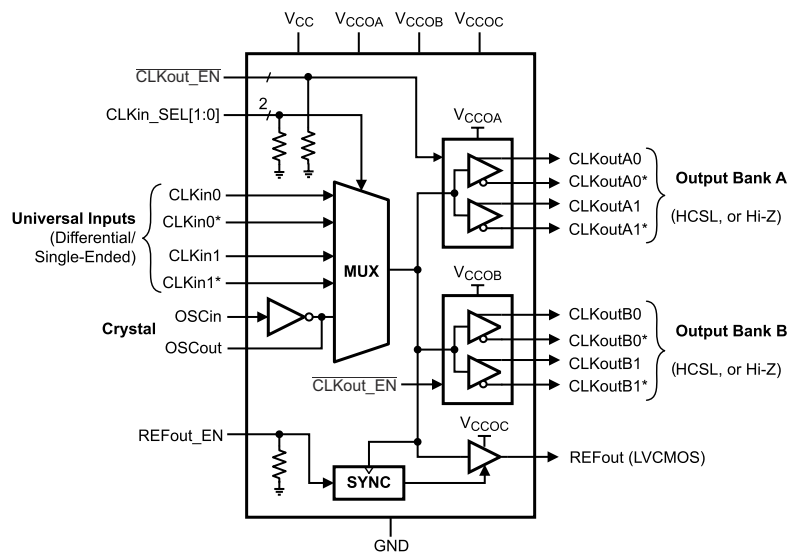 VCC VCCOA VCCOB VCCOC
CLKout_EN
CLKin_SEL[1:0]
2
VCCOA
CLKin0
CLKin0*
CLKin1
CLKin1*
Universal Inputs
(Differential/
Single-Ended)
MUX
CLKoutA0
CLKoutA0*
CLKoutA1
CLKoutA1*
Output Bank A
(HCSL, or Hi-Z)
VCCOB
Crystal
OSCin
OSCout
CLKout_EN
CLKoutB0
CLKoutB0*
CLKoutB1
CLKoutB1*
Output Bank B
(HCSL, or Hi-Z)
REFout_EN
VCCOC
SYNC
REFout (LVCMOS)
GND